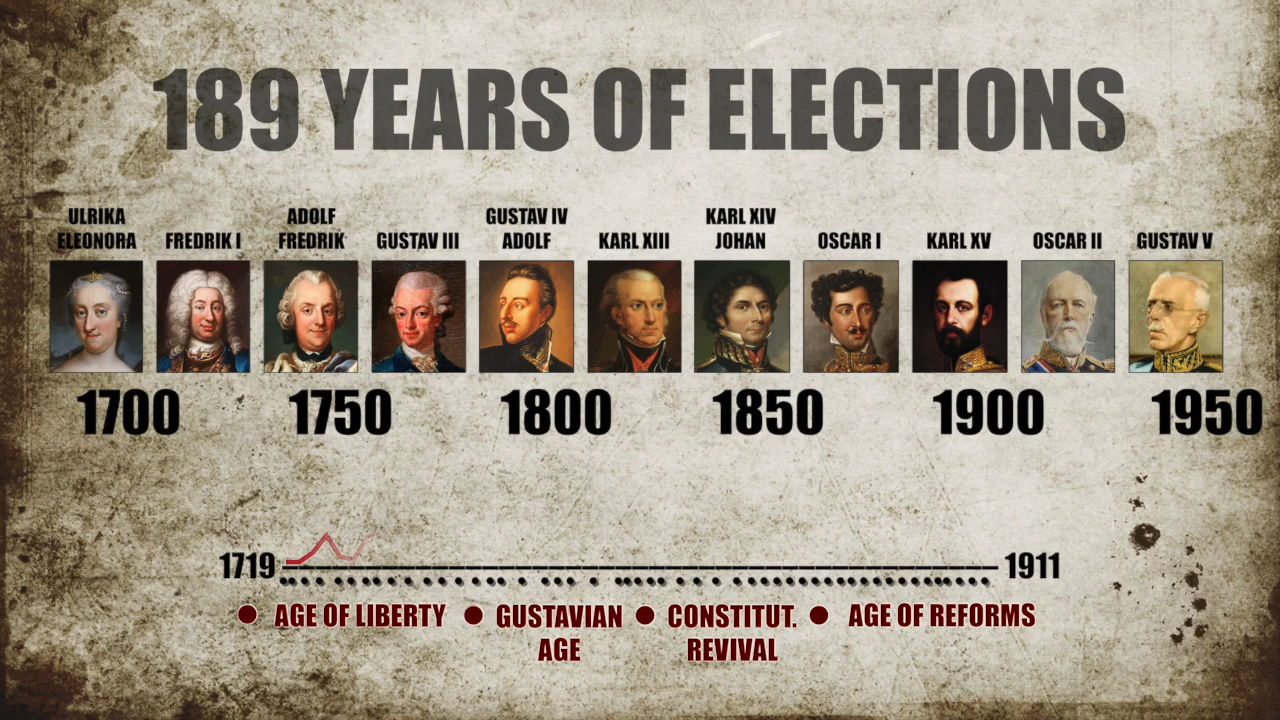 189 YEARS OF ELECTIONS
ULRIKA
ELEONORA
FREDRIK I
ADOLF
FREDRIK
GUSTAV III
GUSTAV IV
ADOLF
KARL XIII
KARL XIV
JOHAN
OSCAR I
KARL XV
OSCAR II
GUSTAV V
1700 1750 1800 1850 1900 1950
1719 1911
AGE OF LIBERTY
GUSTAVIAN
AGE
CONSTITUT.
REVIVAL
AGE OF REFORMS